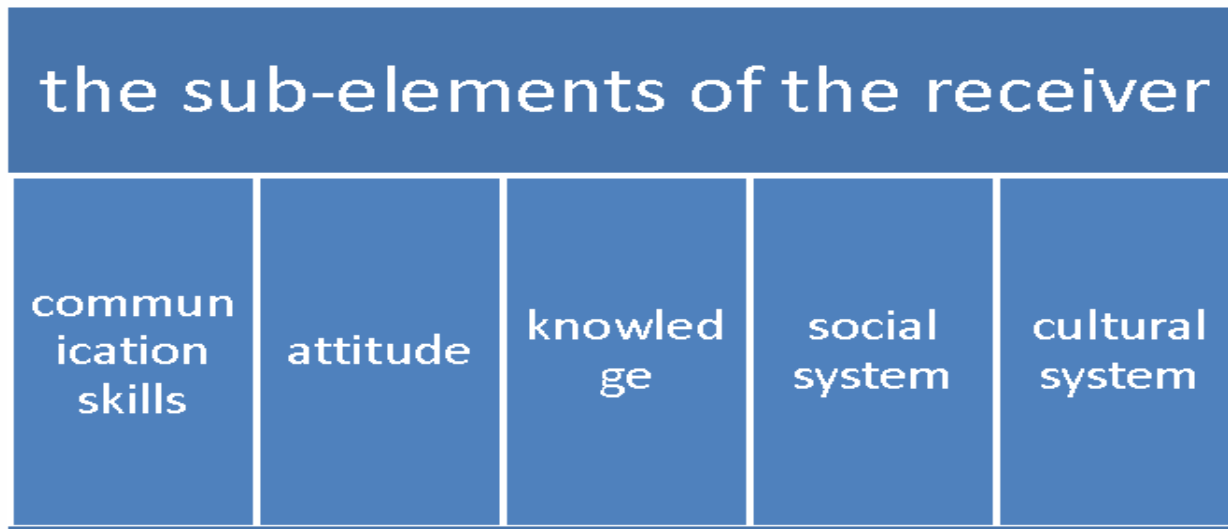 the sub-elements of the receiver
commun
ication
skills
attitude
knowled
ge
social
system
cultural
system